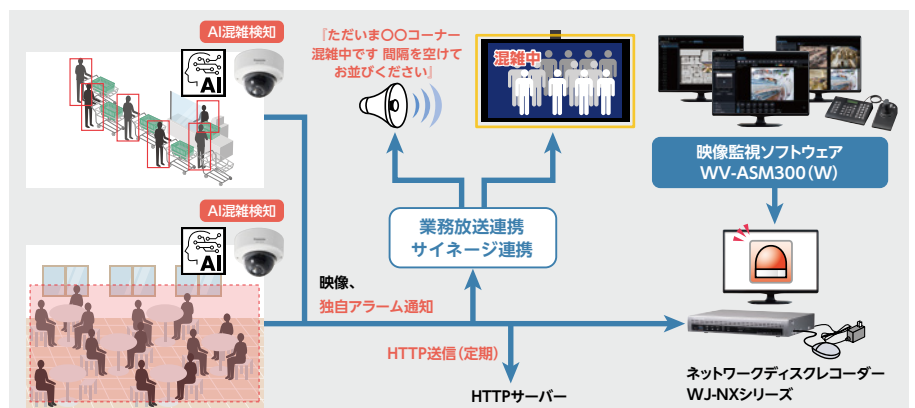 AI混雑検知
AI
『ただいま〇〇コーナー
混雑中です 間隔を空けて
お並びください』
混雑中
映像監視ソフトウェア
WV-ASM300(W)
業務放送連携
サイネージ連携
AI混雑検知
AI
映像、
独自アラーム通知
HTTP送信(定期)
HTTPサーバー
ネットワークディスクレコーダー
WJ-NXシリーズ